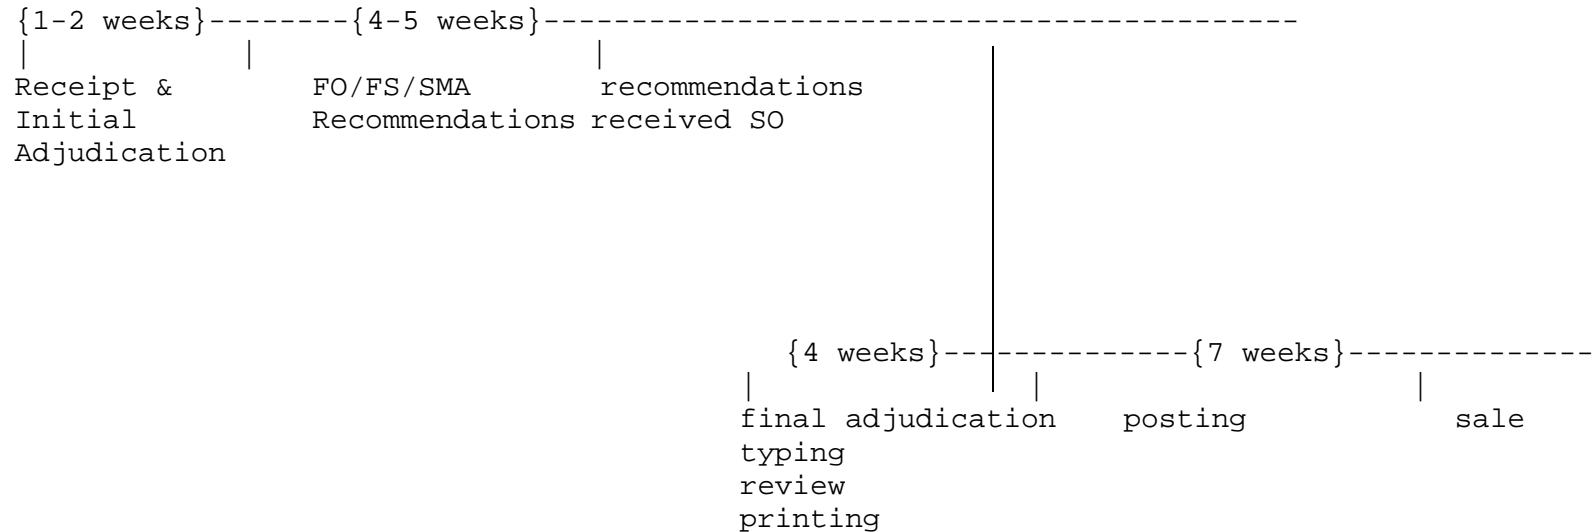 {1-2 weeks}--------{4-5 weeks}-------------------------------------------
| | |
Receipt & FO/FS/SMA recommendations
Initial Recommendations received SO
Adjudication
{4 weeks}--------------{7 weeks}--------------
| | |
final adjudication posting sale
typing
review
printing